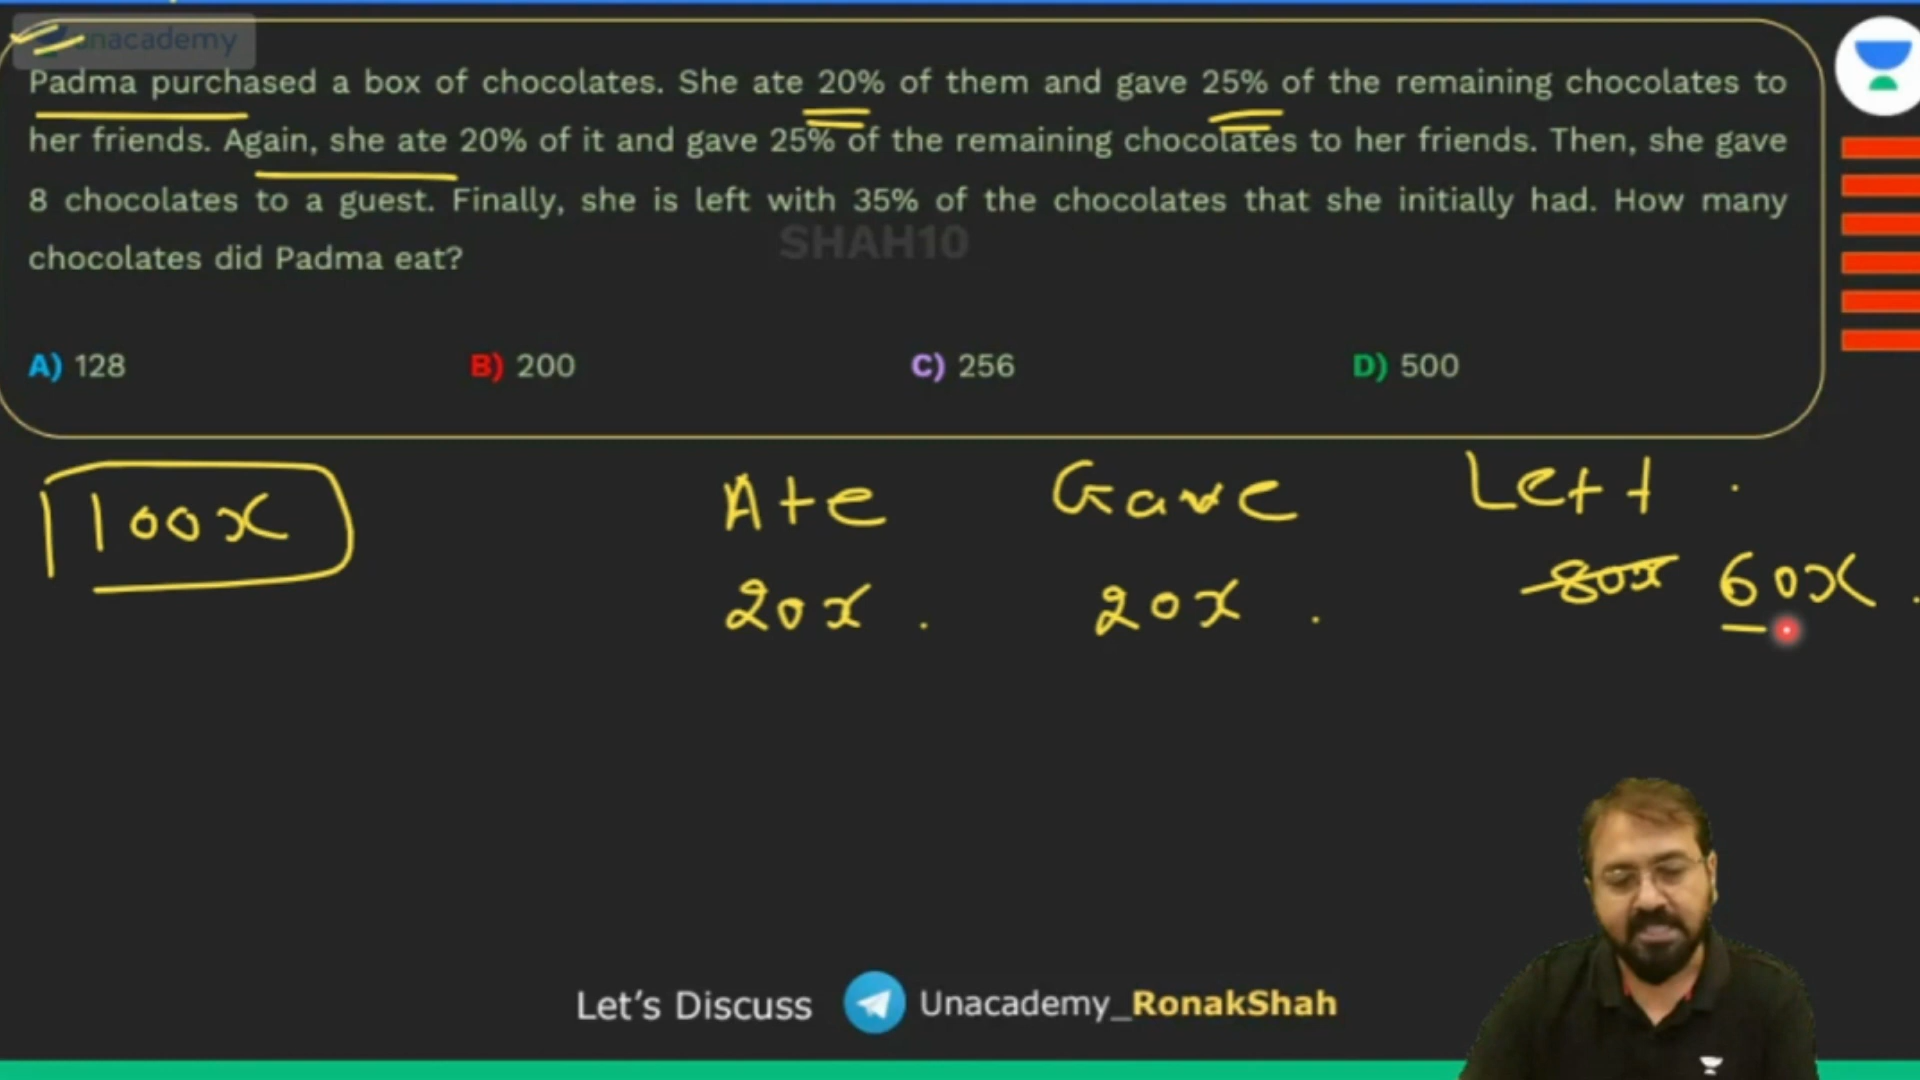 unacademy
Padma purchased a box of chocolates. She ate 20% of them and gave 25% of the remaining chocolates to
her friends. Again, she ate 20% of it and gave 25% of the remaining chocolates to her friends. Then, she gave
8 chocolates to a guest. Finally, she is left with 35% of the chocolates that she initially had. How many
SHAH10
chocolates did Padma eat?
A) 128 B) 200 C) 256 D) 500
100x Ate Gave Left
20x 20x 80x 60x
Let's Discuss Unacademy_RonakShah